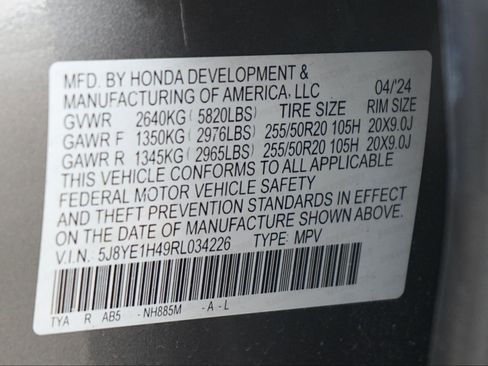 MFD. BY HONDA DEVELOPMENT &
MANUFACTURING OF AMERICA, LLC 04/24
GVWR 2640KG ( 5820LBS) TIRE SIZE RIM SIZE
GAWR F 1350KG ( 2976LBS) 255/50R20 105H 20X9.0J
GAWR R 1345KG ( 2965LBS) 255/50R20 105H 20X9.0J
THIS VEHICLE CONFORMS TO ALL APPLICABLE
FEDERAL MOTOR VEHICLE SAFETY
AND THEFT PREVENTION STANDARDS IN EFFECT
ON THE DATE OF MANUFACTURE SHOWN ABOVE.
V.I.N. 5J8YE1H49RL034226 TYPE: MPV
TYA R AB5 -NH885M -A -L